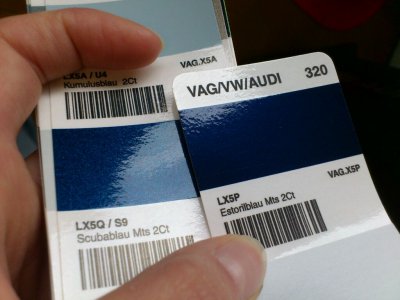 LX5A / U4
VAG.X5A
Kumulusblau 2Ct
LX5Q / S9
Scubablau Mts 2Ct
VAG/VW/AUDI 320
LX5P
VAG.X5P
Estorilblau Mts 2Ct